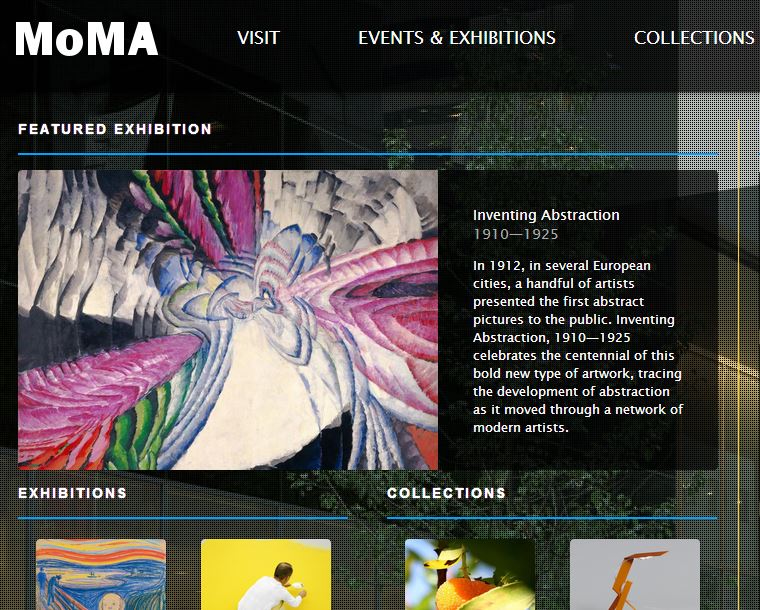 MoMA
VISIT
EVENTS & EXHIBITIONS
COLLECTIONS
FEATURED EXHIBITION
Inventing Abstraction
1910—1925
In 1912, in several European
cities, a handful of artists
presented the first abstract
pictures to the public. Inventing
Abstraction, 1910—1925
celebrates the centennial of this
bold new type of artwork, tracing
the development of abstraction
as it moved through a network of
modern artists.
EXHIBITIONS
COLLECTIONS